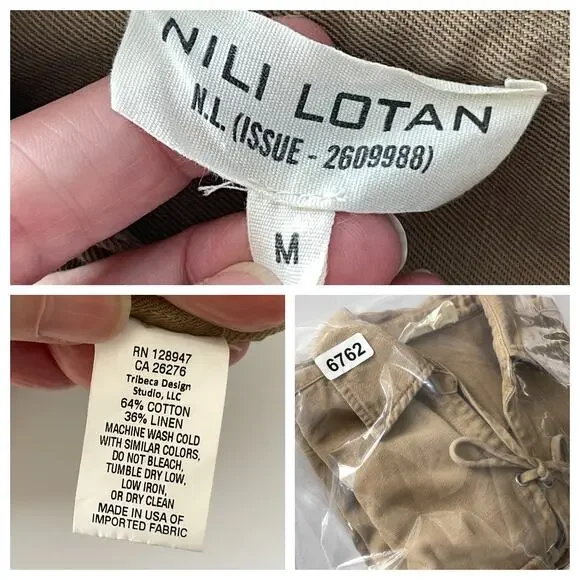 NILI LOTAN
N.L. (ISSUE - 2609988)
M
RN 128947
CA 26276
Tribeca Design
Studio, LLC
64% COTTON
36% LINEN
MACHINE WASH COLD
WITH SIMILAR COLORS,
DO NOT BLEACH,
TUMBLE DRY LOW,
LOW IRON,
OR DRY CLEAN
MADE IN USA OF
IMPORTED FABRIC
6762